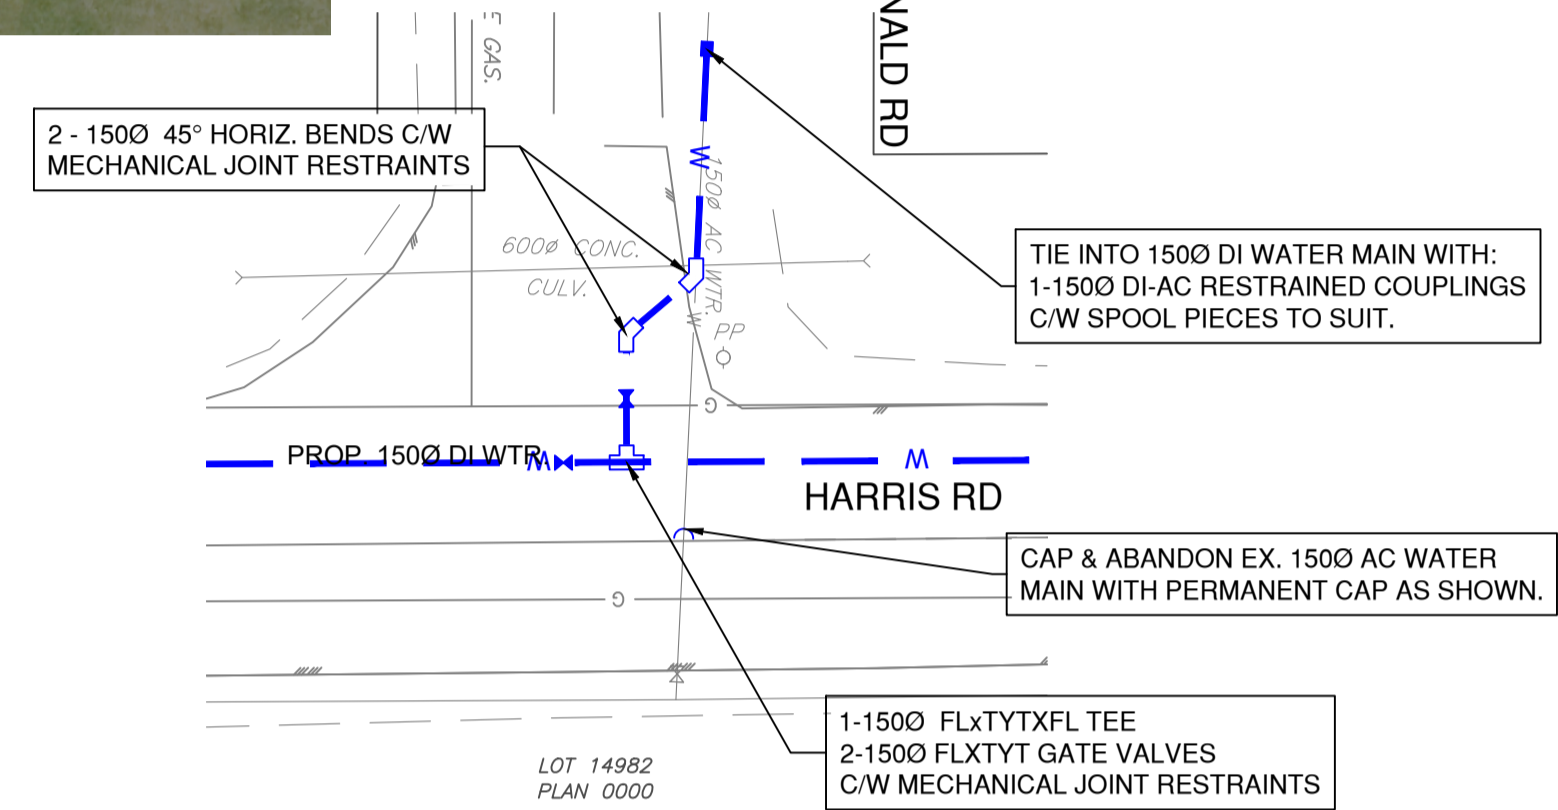 E GAS.
NALD RD
2 - 150Ø 45° HORIZ. BENDS C/W
MECHANICAL JOINT RESTRAINTS
W
150ø AC WTR.
600ø CONC.
CULV.
TIE INTO 150Ø DI WATER MAIN WITH:
1-150Ø DI-AC RESTRAINED COUPLINGS
C/W SPOOL PIECES TO SUIT.
W
PP
G
PROP. 150Ø DI WTR.
W
W
HARRIS RD
CAP & ABANDON EX. 150Ø AC WATER
MAIN WITH PERMANENT CAP AS SHOWN.
G
1-150Ø FLxTYTXFL TEE
2-150Ø FLXTYT GATE VALVES
C/W MECHANICAL JOINT RESTRAINTS
LOT 14982
PLAN 0000